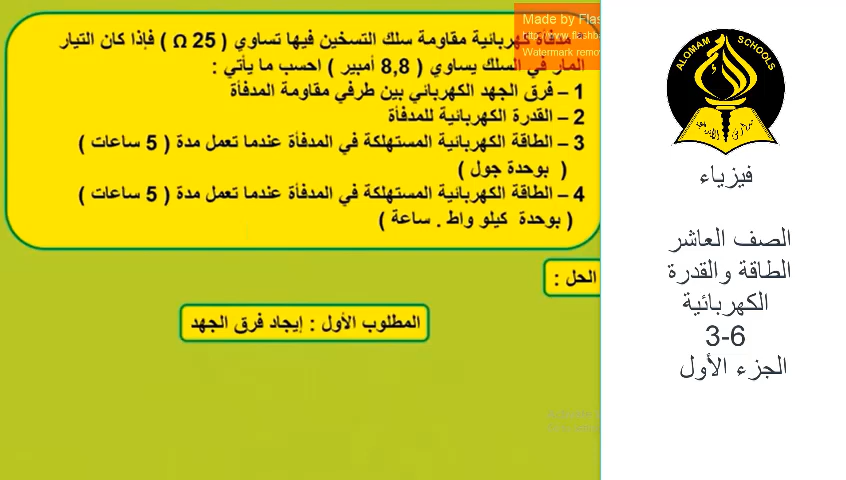 مدفأة كهربائية مقاومة سلك التسخين فيها تساوي ( 25 Ω ) فإذا كان التيار
المار في السلك يساوي ( 8,8 أمبير ) احسب ما يأتي :
1 – فرق الجهد الكهربائي بين طرفي مقاومة المدفأة
2 – القدرة الكهربائية للمدفأة
3 – الطاقة الكهربائية المستهلكة في المدفأة عندما تعمل مدة ( 5 ساعات )
( بوحدة جول )
4 – الطاقة الكهربائية المستهلكة في المدفأة عندما تعمل مدة ( 5 ساعات )
( بوحدة كيلو واط . ساعة )
الحل :
المطلوب الأول : إيجاد فرق الجهد
Made by Flas
http://www.flashb
Watermark remo
ALOMAM SCHOOLS
فيزياء
الصف العاشر
الطاقة والقدرة
الكهربائية
3-6
الجزء الأول